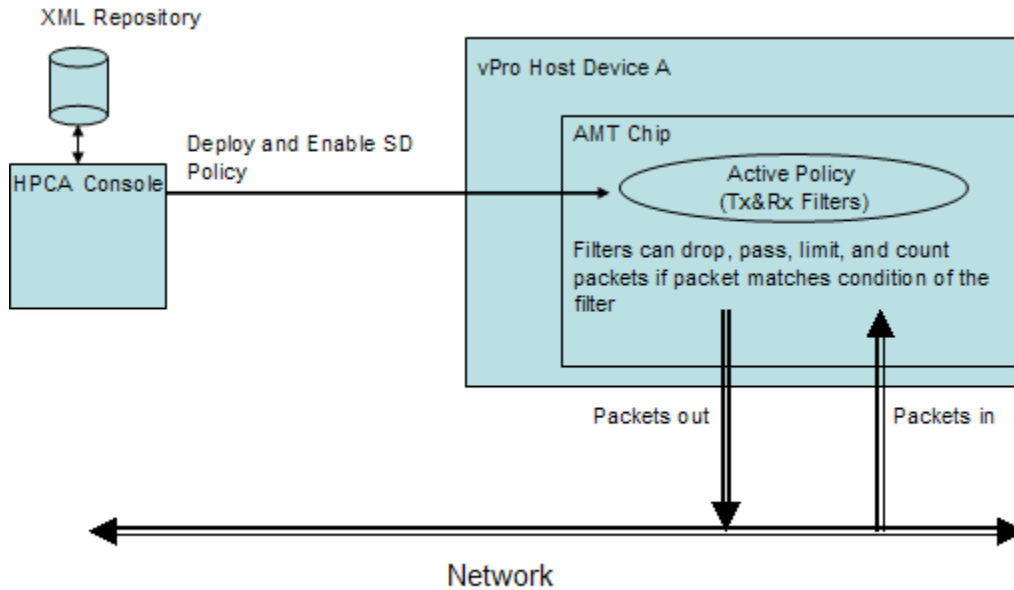 XML Repository
vPro Host Device A
AMT Chip
Deploy and Enable SD
Policy
HPCA Console
Active Policy
(Tx&Rx Filters)
Filters can drop, pass, limit, and count
packets if packet matches condition of the
filter
Packets out
Packets in
Network